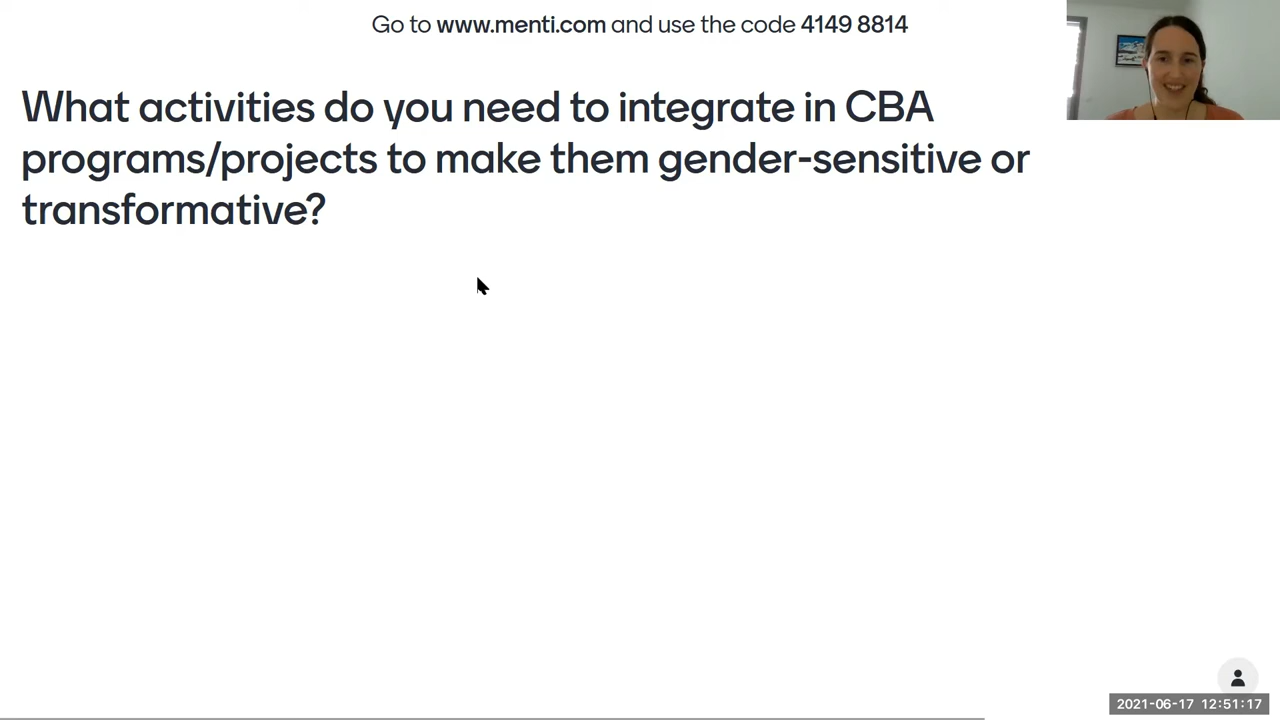 Go to www.menti.com and use the code 4149 8814
What activities do you need to integrate in CBA
programs/projects to make them gender-sensitive or
transformative?
2021-06-17 12:51:17